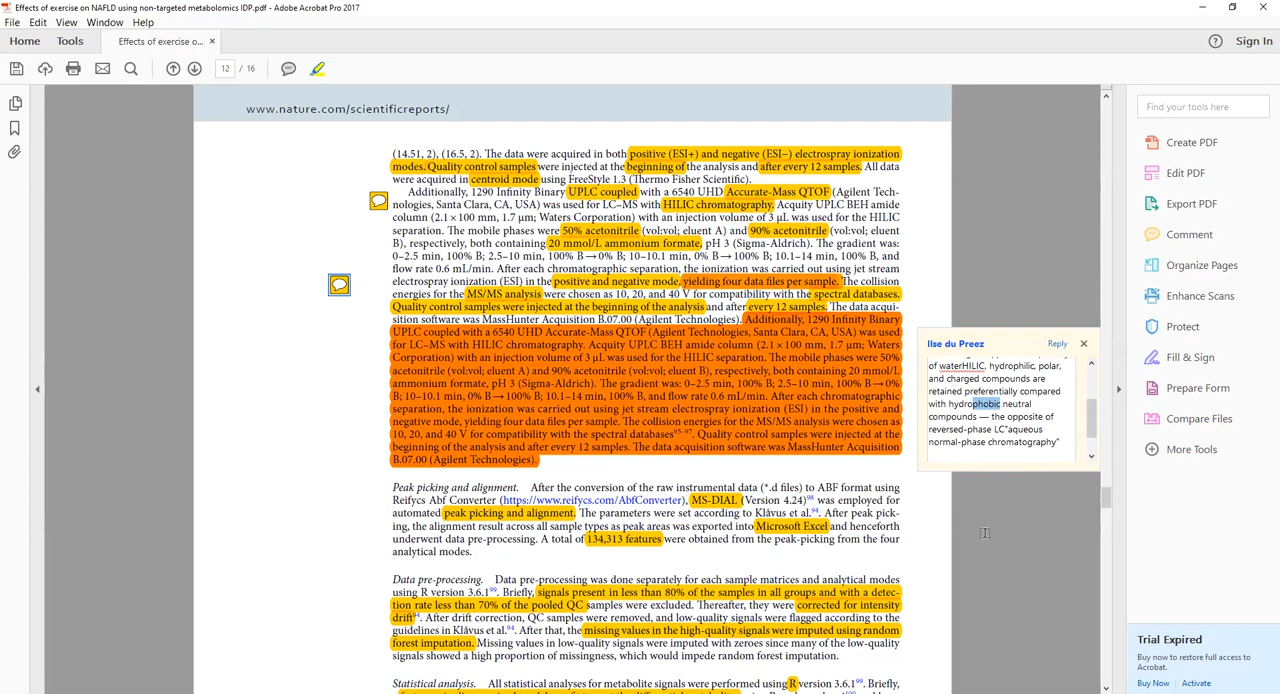 Effects of exercise on NAFLD using non-targeted metabolomics IDP.pdf - Adobe Acrobat Pro 2017
File Edit View Window Help
Home Tools Effects of exercise o... × Sign In
12 / 16
www.nature.com/scientificreports/
(14.51, 2), (16.5, 2). The data were acquired in both positive (ESI+) and negative (ESI−) electrospray ionization
modes. Quality control samples were injected at the beginning of the analysis and after every 12 samples. All data
were acquired in centroid mode using FreeStyle 1.3 (Thermo Fisher Scientific).
Additionally, 1290 Infinity Binary UPLC coupled with a 6540 UHD Accurate-Mass QTOF (Agilent Tech-
nologies, Santa Clara, CA, USA) was used for LC–MS with HILIC chromatography. Acquity UPLC BEH amide
column (2.1 × 100 mm, 1.7 μm; Waters Corporation) with an injection volume of 3 μL was used for the HILIC
separation. The mobile phases were 50% acetonitrile (vol:vol; eluent A) and 90% acetonitrile (vol:vol; eluent
B), respectively, both containing 20 mmol/L ammonium formate, pH 3 (Sigma-Aldrich). The gradient was:
0–2.5 min, 100% B; 2.5–10 min, 100% B → 0% B; 10–10.1 min, 0% B → 100% B; 10.1–14 min, 100% B, and
flow rate 0.6 mL/min. After each chromatographic separation, the ionization was carried out using jet stream
electrospray ionization (ESI) in the positive and negative mode, yielding four data files per sample. The collision
energies for the MS/MS analysis were chosen as 10, 20, and 40 V for compatibility with the spectral databases.
Quality control samples were injected at the beginning of the analysis and after every 12 samples. The data acqui-
sition software was MassHunter Acquisition B.07.00 (Agilent Technologies). Additionally, 1290 Infinity Binary
UPLC coupled with a 6540 UHD Accurate-Mass QTOF (Agilent Technologies, Santa Clara, CA, USA) was used
for LC–MS with HILIC chromatography. Acquity UPLC BEH amide column (2.1 × 100 mm, 1.7 μm; Waters
Corporation) with an injection volume of 3 μL was used for the HILIC separation. The mobile phases were 50%
acetonitrile (vol:vol; eluent A) and 90% acetonitrile (vol:vol; eluent B), respectively, both containing 20 mmol/L
ammonium formate, pH 3 (Sigma-Aldrich). The gradient was: 0–2.5 min, 100% B; 2.5–10 min, 100% B → 0%
B; 10–10.1 min, 0% B → 100% B; 10.1–14 min, 100% B, and flow rate 0.6 mL/min. After each chromatographic
separation, the ionization was carried out using jet stream electrospray ionization (ESI) in the positive and
negative mode, yielding four data files per sample. The collision energies for the MS/MS analysis were chosen as
10, 20, and 40 V for compatibility with the spectral databases95–97. Quality control samples were injected at the
beginning of the analysis and after every 12 samples. The data acquisition software was MassHunter Acquisition
B.07.00 (Agilent Technologies).
Peak picking and alignment. After the conversion of the raw instrumental data (*.d files) to ABF format using
Reifycs Abf Converter (https://www.reifycs.com/AbfConverter), MS-DIAL (Version 4.24)98 was employed for
automated peak picking and alignment. The parameters were set according to Klåvus et al.94. After peak pick-
ing, the alignment result across all sample types as peak areas was exported into Microsoft Excel and henceforth
underwent data pre-processing. A total of 134,313 features were obtained from the peak-picking from the four
analytical modes.
Data pre-processing. Data pre-processing was done separately for each sample matrices and analytical modes
using R version 3.6.199. Briefly, signals present in less than 80% of the samples in all groups and with a detec-
tion rate less than 70% of the pooled QC samples were excluded. Thereafter, they were corrected for intensity
drift94. After drift correction, QC samples were removed, and low-quality signals were flagged according to the
guidelines in Klåvus et al.94. After that, the missing values in the high-quality signals were imputed using random
forest imputation. Missing values in low-quality signals were imputed with zeroes since many of the low-quality
signals showed a high proportion of missingness, which would impede random forest imputation.
Statistical analysis. All statistical analyses for metabolite signals were performed using R version 3.6.199. Briefly,
Ilse du Preez Reply
of waterHILIC, hydrophilic, polar,
and charged compounds are
retained preferentially compared
with hydrophobic neutral
compounds — the opposite of
reversed-phase LC"aqueous
normal-phase chromatography"
Find your tools here
Create PDF
Edit PDF
Export PDF
Comment
Organize Pages
Enhance Scans
Protect
Fill & Sign
Prepare Form
Compare Files
More Tools
Trial Expired
Buy now to restore full access to
Acrobat.
Buy Now Activate